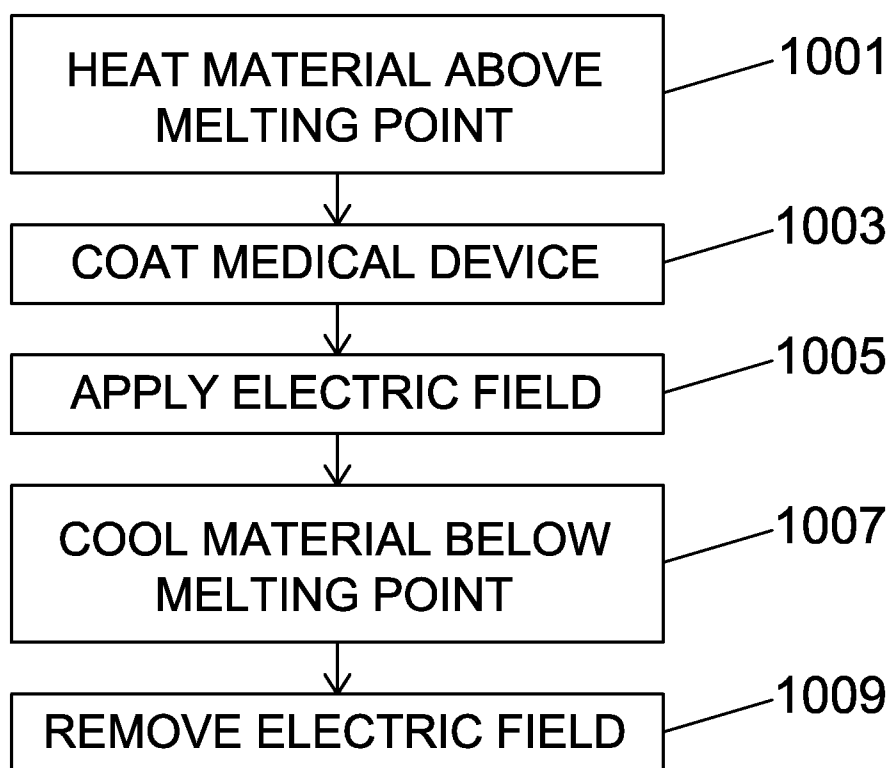 HEAT MATERIAL ABOVE
MELTING POINT
1001
COAT MEDICAL DEVICE
1003
APPLY ELECTRIC FIELD
1005
COOL MATERIAL BELOW
MELTING POINT
1007
REMOVE ELECTRIC FIELD
1009